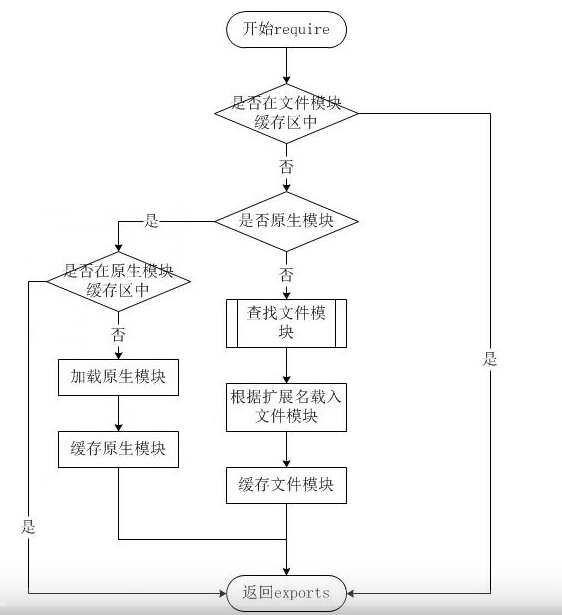 开始require
是否在文件模块
缓存区中
否
是
是否原生模块
是否在原生模块
缓存区中
否
查找文件模
块
否
是
加载原生模块
根据扩展名载入
文件模块
缓存原生模块
缓存文件模块
是
返回exports